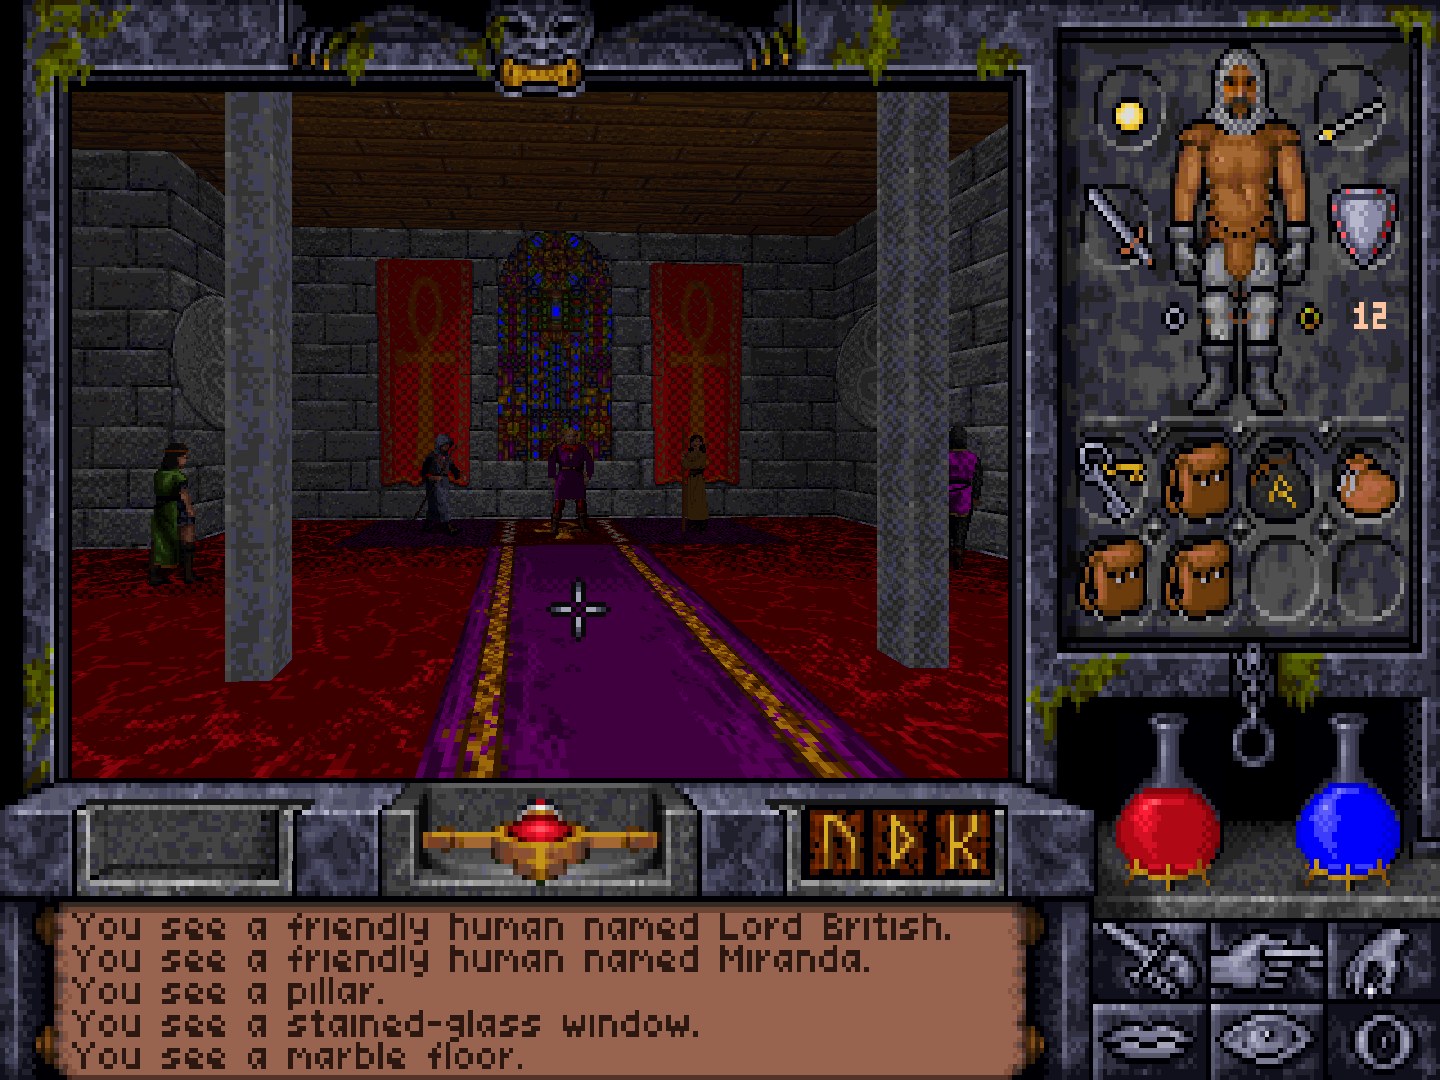 12
ᚢ ᚦ ᚲ
You see a friendly human named Lord British.
You see a friendly human named Miranda.
You see a pillar.
You see a stained-glass window.
You see a marble floor.